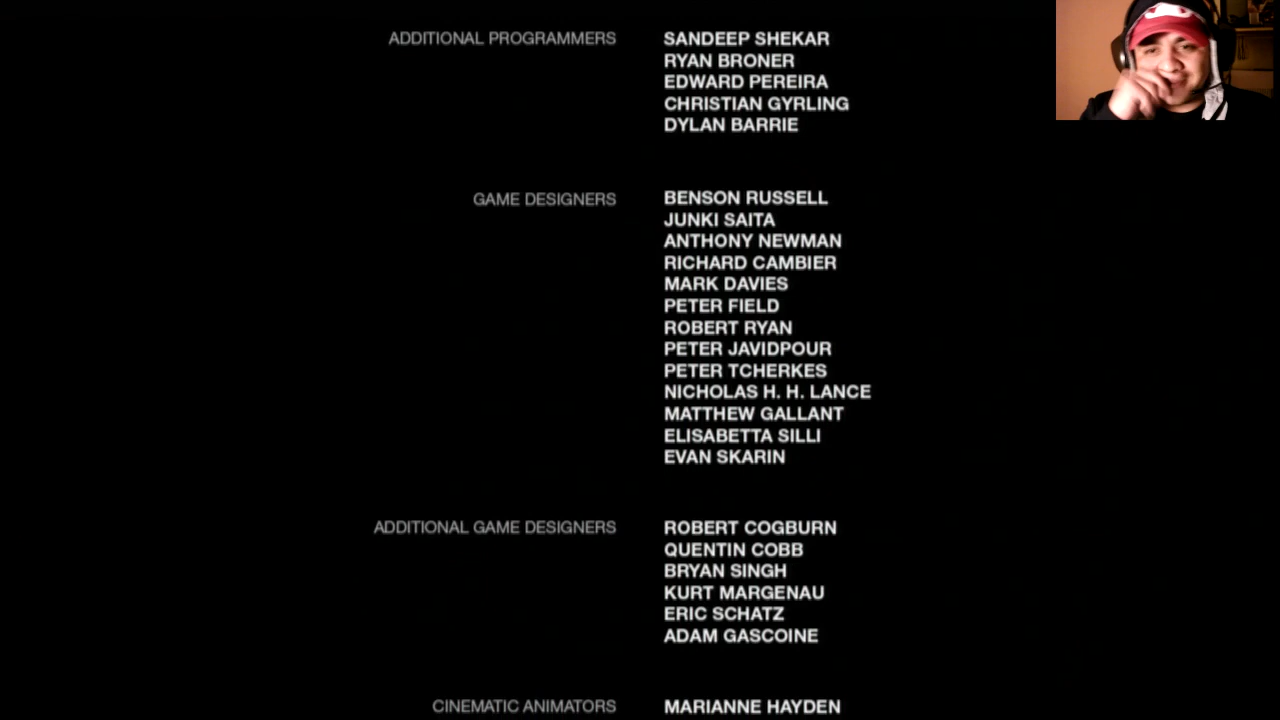 ADDITIONAL PROGRAMMERS SANDEEP SHEKAR
RYAN BRONER
EDWARD PEREIRA
CHRISTIAN GYRLING
DYLAN BARRIE
GAME DESIGNERS BENSON RUSSELL
JUNKI SAITA
ANTHONY NEWMAN
RICHARD CAMBIER
MARK DAVIES
PETER FIELD
ROBERT RYAN
PETER JAVIDPOUR
PETER TCHERKES
NICHOLAS H. H. LANCE
MATTHEW GALLANT
ELISABETTA SILLI
EVAN SKARIN
ADDITIONAL GAME DESIGNERS ROBERT COGBURN
QUENTIN COBB
BRYAN SINGH
KURT MARGENAU
ERIC SCHATZ
ADAM GASCOINE
CINEMATIC ANIMATORS MARIANNE HAYDEN